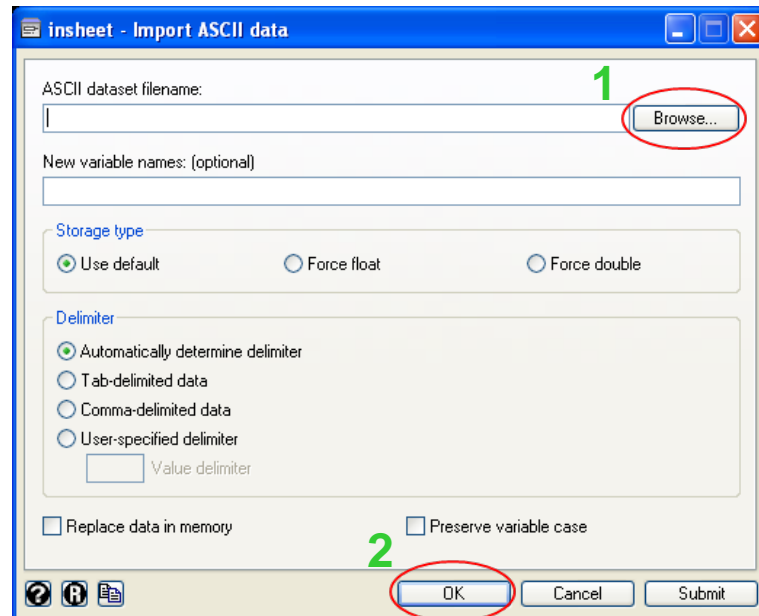 insheet - Import ASCII data
1
ASCII dataset filename:
Browse...
New variable names: (optional)
Storage type
Use default Force float Force double
Delimiter
Automatically determine delimiter
Tab-delimited data
Comma-delimited data
User-specified delimiter
Value delimiter
Replace data in memory Preserve variable case
2
? R OK Cancel Submit